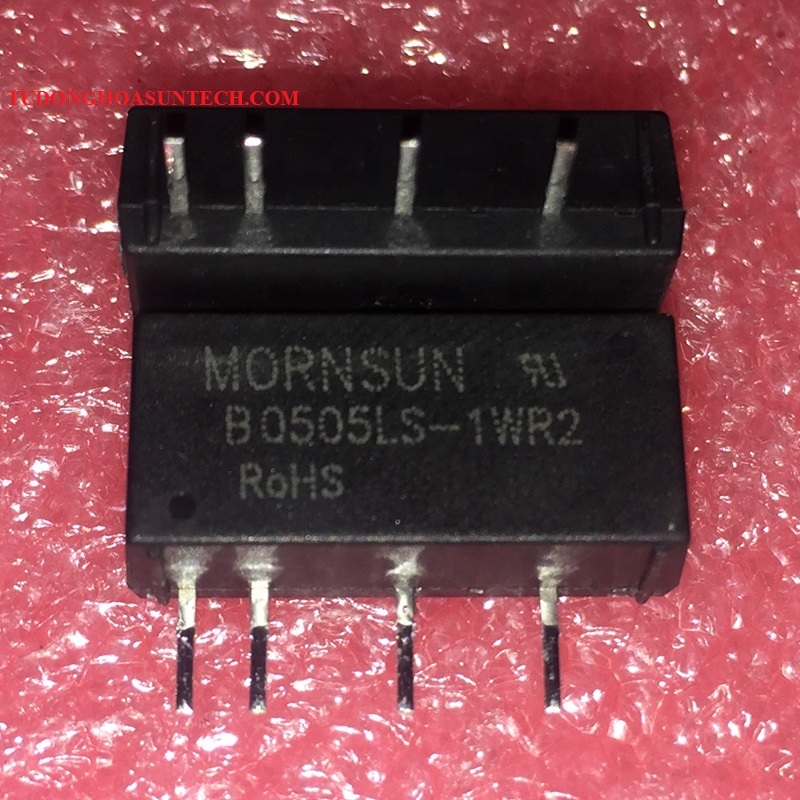 TUDONGHOASUNTECH.COM
MORNSUN
B0505LS-1WR2
RoHS